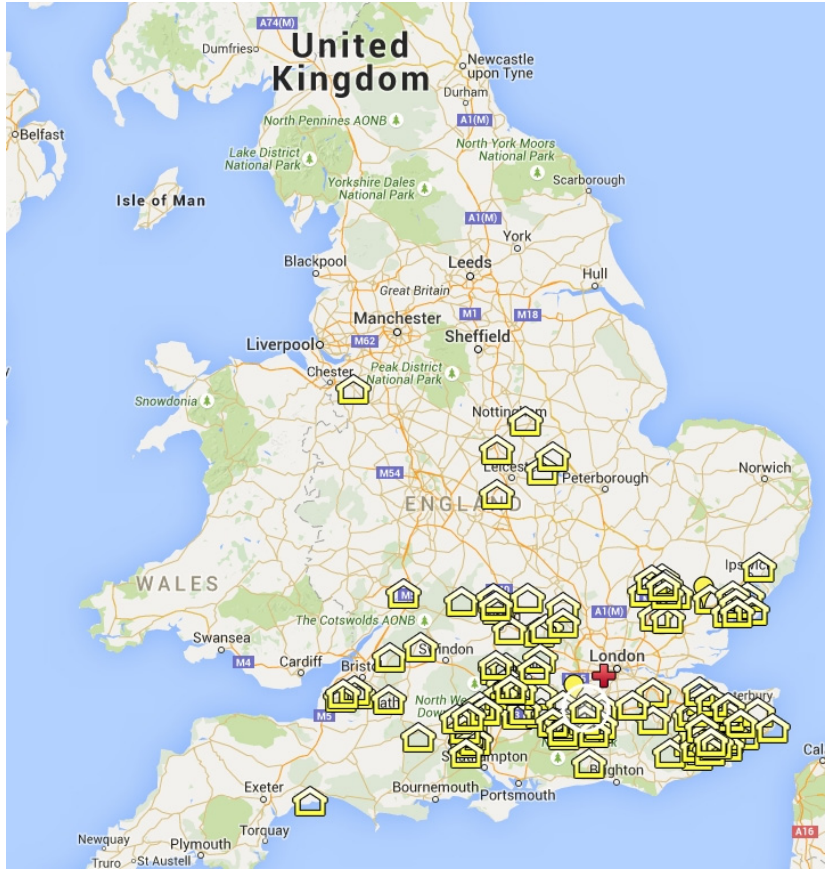 A74(M)
Dumfries
United
Kingdom
Newcastle
upon Tyne
Durham
Belfast
North Pennines AONB
A1(M)
Lake District
National Park
North York Moors
National Park
Yorkshire Dales
National Park
Scarborough
Isle of Man
A1(M)
York
Blackpool
Leeds
Hull
Great Britain
Manchester
M1
M18
Liverpool
M62
Sheffield
Chester
Peak District
National Park
Snowdonia
Nottingham
M54
Peterborough
Norwich
ENGLAND
WALES
A1(M)
The Cotswolds AONB
Swansea
M4
Cardiff
London
M5
Exeter
Bournemouth
Portsmouth
Brighton
Torquay
Newquay
Plymouth
Truro
St Austell
A16